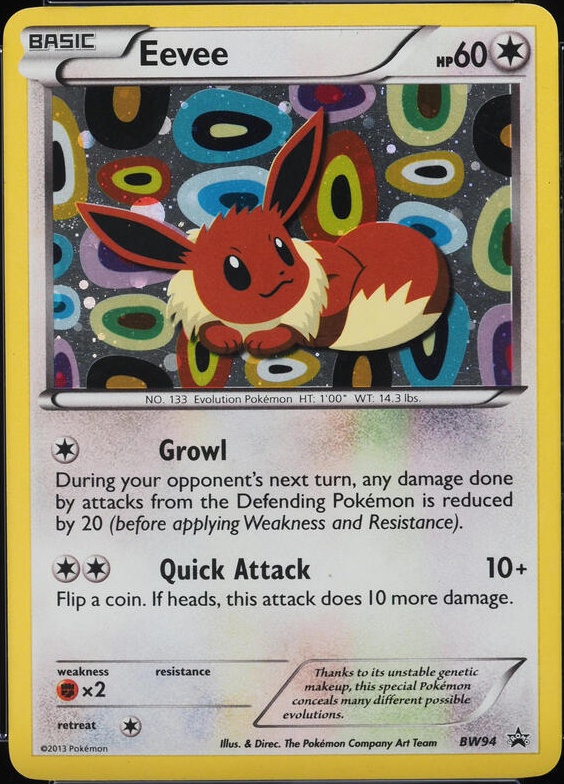 BASIC
Eevee
HP60
NO. 133 Evolution Pokémon HT: 1'00" WT: 14.3 lbs.
Growl
During your opponent's next turn, any damage done
by attacks from the Defending Pokémon is reduced
by 20 (before applying Weakness and Resistance).
Quick Attack 10+
Flip a coin. If heads, this attack does 10 more damage.
weakness resistance
×2
Thanks to its unstable genetic
makeup, this special Pokémon
conceals many different possible
evolutions.
retreat
©2013 Pokémon
Illus. & Direc. The Pokémon Company Art Team
BW94
PROMO